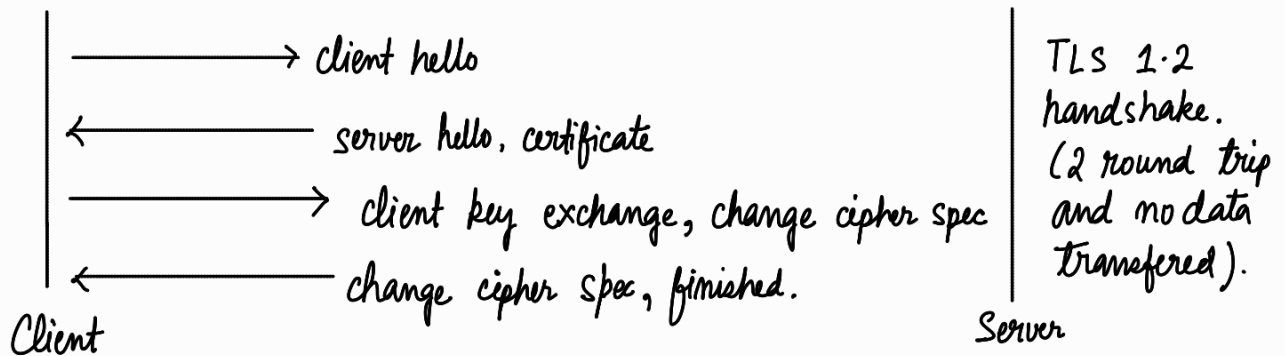 client hello
server hello, certificate
client key exchange, change cipher spec
change cipher spec, finished.
Client
Server
TLS 1.2
handshake.
(2 round trip
and no data
transfered).